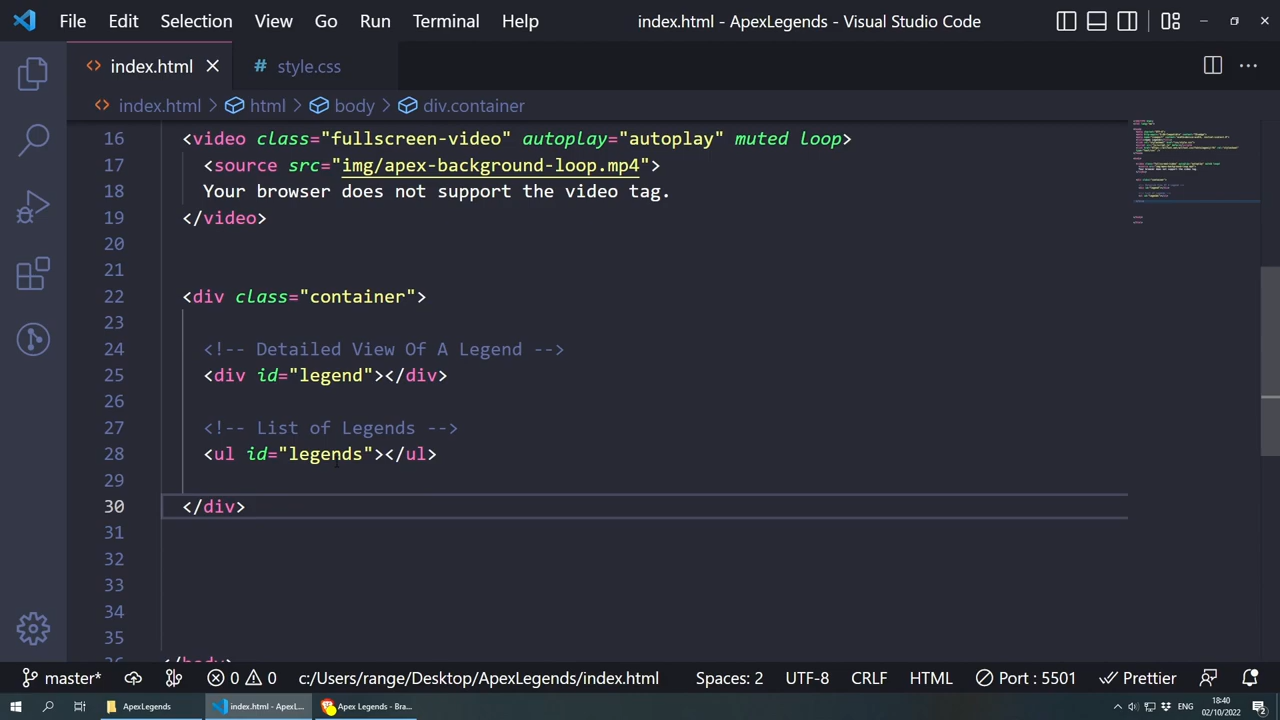 File Edit Selection View Go Run Terminal Help index.html - ApexLegends - Visual Studio Code
index.html # style.css
index.html > html > body > div.container
16 <video class="fullscreen-video" autoplay="autoplay" muted loop>
17 <source src="img/apex-background-loop.mp4">
18 Your browser does not support the video tag.
19 </video>
20
21
22 <div class="container">
23
24 <!-- Detailed View Of A Legend -->
25 <div id="legend"></div>
26
27 <!-- List of Legends -->
28 <ul id="legends"></ul>
29
30 </div>
31
32
33
34
35
36 </body>
master* 0 0 c:/Users/range/Desktop/ApexLegends/index.html Spaces: 2 UTF-8 CRLF HTML Port : 5501 Prettier
ApexLegends index.html - ApexL... Apex Legends - Bra... ENG 18:40
02/10/2022 2